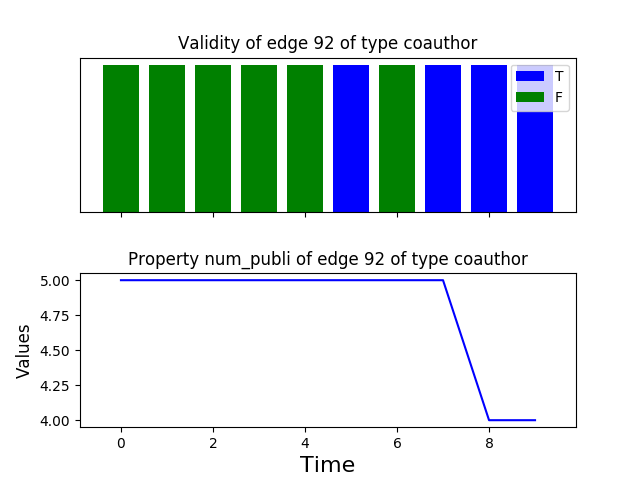 Validity of edge 92 of type coauthor
T
F
Property num_publi of edge 92 of type coauthor
5.00
4.75
4.50
4.25
4.00
Values
0 2 4 6 8
Time